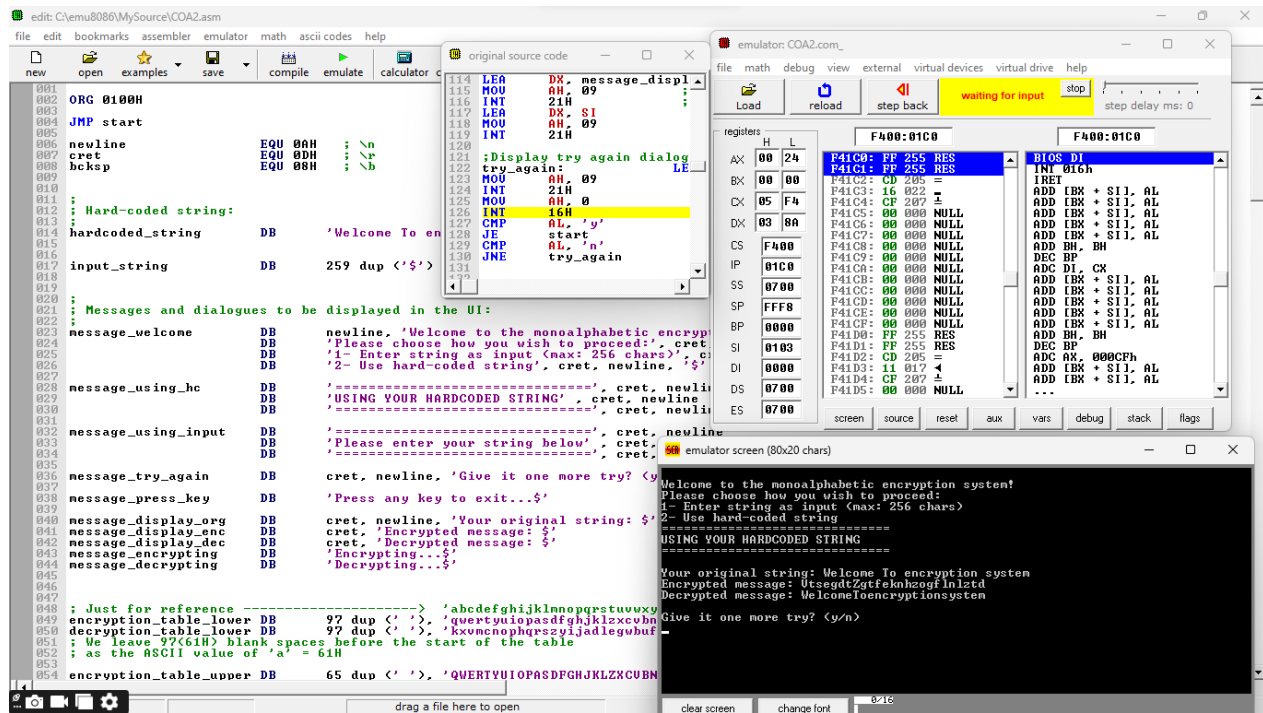 edit: C:\emu8086\MySource\COA2.asm
file edit bookmarks assembler emulator math ascii codes help
new open examples save compile emulate calculator
001
002 ORG 0100H
003
004 JMP start
005
006 newline EQU 0AH ; \n
007 cret EQU 0DH ; \r
008 bcksp EQU 08H ; \b
009
010
011 ;
012 ; Hard-coded string:
013 ;
014 hardcoded_string DB 'Welcome To en
015
016
017 input_string DB 259 dup ('$')
018
019
020 ;
021 ; Messages and dialogues to be displayed in the UI:
022 ;
023 message_welcome DB newline, 'Welcome to the monoalphabetic encryp
024 DB 'Please choose how you wish to proceed:', cret
025 DB '1- Enter string as input (max: 256 chars)', c
026 DB '2- Use hard-coded string', cret, newline, '$'
027
028 message_using_hc DB '==============================', cret, newli
029 DB 'USING YOUR HARDCODED STRING' , cret, newline
030 DB '==============================', cret, newli
031
032 message_using_input DB '==============================', cret, newline
033 DB 'Please enter your string below' , cret,
034 DB '==============================', cret,
035
036 message_try_again DB cret, newline, 'Give it one more try? (y
037
038 message_press_key DB 'Press any key to exit...$'
039
040 message_display_org DB cret, newline, 'Your original string: $'
041 message_display_enc DB cret, 'Encrypted message: $'
042 message_display_dec DB cret, 'Decrypted message: $'
043 message_encrypting DB 'Encrypting...$'
044 message_decrypting DB 'Decrypting...$'
045
046
047
048 ; Just for reference -----------------------> 'abcdefghijklmnopqrstuvwxy
049 encryption_table_lower DB 97 dup (' '), 'qwertyuiopasdfghjklzxcvbn
050 decryption_table_lower DB 97 dup (' '), 'kxvmcnophqrszyijadlegwbuf
051 ; We leave 97(61H) blank spaces before the start of the table
052 ; as the ASCII value of 'a' = 61H
053
054 encryption_table_upper DB 65 dup (' '), 'QWERTYUIOPASDFGHJKLZXCVBN
drag a file here to open
original source code
114 LEA DX, message_displ
115 MOV AH, 09 ;
116 INT 21H ;
117 LEA DX, SI
118 MOV AH, 09
119 INT 21H
120
121 ;Display try again dialog
122 try_again: LE
123 MOV AH, 09
124 INT 21H
125 MOV AH, 0
126 INT 16H
127 CMP AL, 'y'
128 JE start
129 CMP AL, 'n'
130 JNE try_again
131
132
emulator: COA2.com_
file math debug view external virtual devices virtual drive help
Load reload step back waiting for input stop step delay ms: 0
registers
H L
AX 00 24
BX 00 00
CX 05 F4
DX 03 8A
CS F400
IP 01C0
SS 0700
SP FFF8
BP 0000
SI 0103
DI 0000
DS 0700
ES 0700
F400:01C0
F41C0: FF 255 RES
F41C1: FF 255 RES
F41C2: CD 205 =
F41C3: 16 022 ▬
F41C4: CF 207 ╧
F41C5: 00 000 NULL
F41C6: 00 000 NULL
F41C7: 00 000 NULL
F41C8: 00 000 NULL
F41C9: 00 000 NULL
F41CA: 00 000 NULL
F41CB: 00 000 NULL
F41CC: 00 000 NULL
F41CD: 00 000 NULL
F41CE: 00 000 NULL
F41CF: 00 000 NULL
F41D0: FF 255 RES
F41D1: FF 255 RES
F41D2: CD 205 =
F41D3: 11 017 ◄
F41D4: CF 207 ╧
F41D5: 00 000 NULL
F400:01C0
BIOS DI
INT 016h
IRET
ADD [BX + SI], AL
ADD [BX + SI], AL
ADD [BX + SI], AL
ADD [BX + SI], AL
ADD [BX + SI], AL
ADD BH, BH
DEC BP
ADC DI, CX
ADD [BX + SI], AL
ADD [BX + SI], AL
ADD [BX + SI], AL
ADD [BX + SI], AL
ADD [BX + SI], AL
ADD BH, BH
DEC BP
ADC AX, 000CFh
ADD [BX + SI], AL
ADD [BX + SI], AL
...
screen source reset aux vars debug stack flags
emulator screen (80x20 chars)
Welcome to the monoalphabetic encryption system!
Please choose how you wish to proceed:
1- Enter string as input (max: 256 chars)
2- Use hard-coded string
==============================
USING YOUR HARDCODED STRING
==============================
Your original string: Welcome To encryption system
Encrypted message: VtsegdtZgtfeknhzogflnlztd
Decrypted message: WelcomeToencryptionsystem
Give it one more try? (y/n)
clear screen change font 0/16